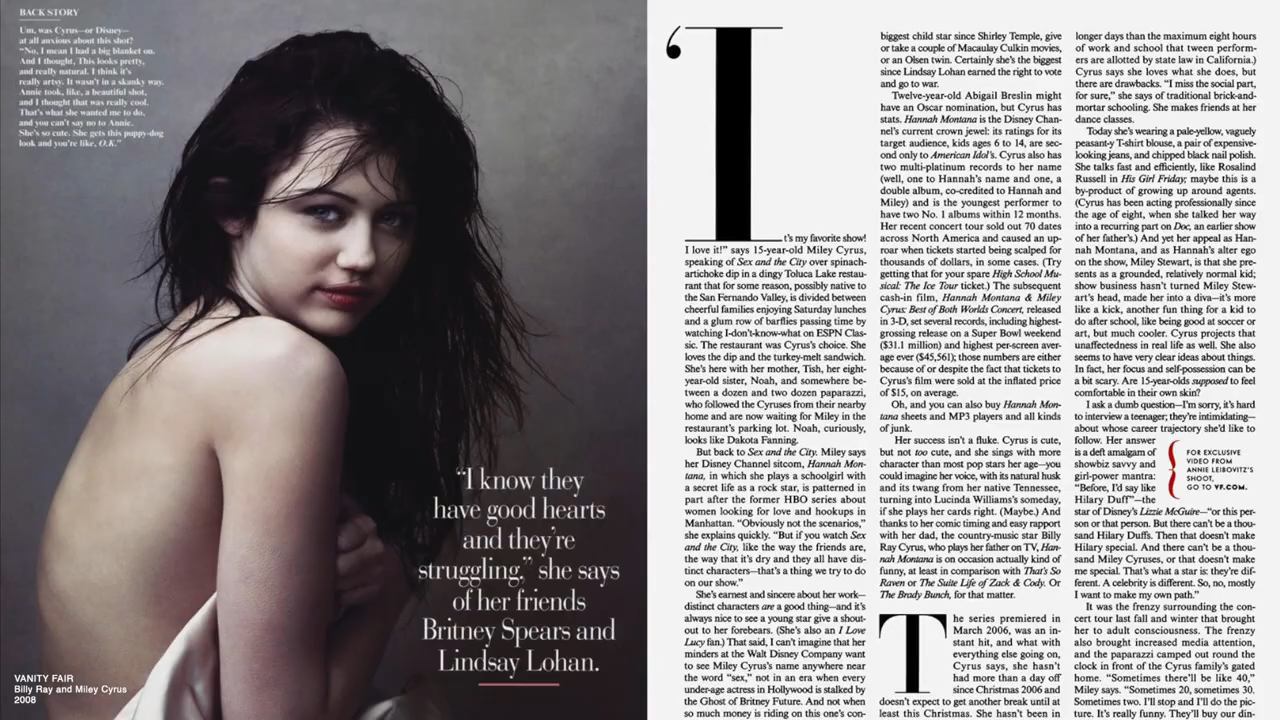 BACK STORY
Um, was Cyrus—or Disney—
at all anxious about this shot?
"No, I mean I had a big blanket on.
And I thought, This looks pretty,
and really natural. I think it's
really artsy. It wasn't in a skanky way.
Annie took, like, a beautiful shot,
and I thought that was really cool.
That's what she wanted me to do,
and you can't say no to Annie.
She's so cute. She gets this puppy-dog
look and you're like, O.K."
"I know they
have good hearts
and they're
struggling," she says
of her friends
Britney Spears and
Lindsay Lohan.
VANITY FAIR
Billy Ray and Miley Cyrus
2008
‘I
t's my favorite show!
I love it!" says 15-year-old Miley Cyrus,
speaking of Sex and the City over spinach-
artichoke dip in a dingy Toluca Lake restau-
rant that for some reason, possibly native to
the San Fernando Valley, is divided between
cheerful families enjoying Saturday lunches
and a glum row of barflies passing time by
watching I-don't-know-what on ESPN Clas-
sic. The restaurant was Cyrus's choice. She
loves the dip and the turkey-melt sandwich.
She's here with her mother, Tish, her eight-
year-old sister, Noah, and somewhere be-
tween a dozen and two dozen paparazzi,
who followed the Cyruses from their nearby
home and are now waiting for Miley in the
restaurant's parking lot. Noah, curiously,
looks like Dakota Fanning.
But back to Sex and the City. Miley says
her Disney Channel sitcom, Hannah Mon-
tana, in which she plays a schoolgirl with
a secret life as a rock star, is patterned in
part after the former HBO series about
women looking for love and hookups in
Manhattan. "Obviously not the scenarios,"
she explains quickly. "But if you watch Sex
and the City, like the way the friends are,
the way that it's dry and they all have dis-
tinct characters—that's a thing we try to do
on our show."
She's earnest and sincere about her work—
distinct characters are a good thing—and it's
always nice to see a young star give a shout-
out to her forebears. (She's also an I Love
Lucy fan.) That said, I can't imagine that her
minders at the Walt Disney Company want
to see Miley Cyrus's name anywhere near
the word "sex," not in an era when every
under-age actress in Hollywood is stalked by
the Ghost of Britney Future. And not when
so much money is riding on this one's con-
biggest child star since Shirley Temple, give
or take a couple of Macaulay Culkin movies,
or an Olsen twin. Certainly she's the biggest
since Lindsay Lohan earned the right to vote
and go to war.
Twelve-year-old Abigail Breslin might
have an Oscar nomination, but Cyrus has
stats. Hannah Montana is the Disney Chan-
nel's current crown jewel: its ratings for its
target audience, kids ages 6 to 14, are sec-
ond only to American Idol's. Cyrus also has
two multi-platinum records to her name
(well, one to Hannah's name and one, a
double album, co-credited to Hannah and
Miley) and is the youngest performer to
have two No. 1 albums within 12 months.
Her recent concert tour sold out 70 dates
across North America and caused an up-
roar when tickets started being scalped for
thousands of dollars, in some cases. (Try
getting that for your spare High School Mu-
sical: The Ice Tour ticket.) The subsequent
cash-in film, Hannah Montana & Miley
Cyrus: Best of Both Worlds Concert, released
in 3-D, set several records, including highest-
grossing release on a Super Bowl weekend
($31.1 million) and highest per-screen aver-
age ever ($45,561); those numbers are either
because of or despite the fact that tickets to
Cyrus's film were sold at the inflated price
of $15, on average.
Oh, and you can also buy Hannah Mon-
tana sheets and MP3 players and all kinds
of junk.
Her success isn't a fluke. Cyrus is cute,
but not too cute, and she sings with more
character than most pop stars her age—you
could imagine her voice, with its natural husk
and its twang from her native Tennessee,
turning into Lucinda Williams's someday,
if she plays her cards right. (Maybe.) And
thanks to her comic timing and easy rapport
with her dad, the country-music star Billy
Ray Cyrus, who plays her father on TV, Han-
nah Montana is on occasion actually kind of
funny, at least in comparison with That's So
Raven or The Suite Life of Zack & Cody. Or
The Brady Bunch, for that matter.
The series premiered in
March 2006, was an in-
stant hit, and what with
everything else going on,
Cyrus says, she hasn't
had more than a day off
since Christmas 2006 and
doesn't expect to get another break until at
least this Christmas. She hasn't been in
longer days than the maximum eight hours
of work and school that tween perform-
ers are allotted by state law in California.)
Cyrus says she loves what she does, but
there are drawbacks. "I miss the social part,
for sure," she says of traditional brick-and-
mortar schooling. She makes friends at her
dance classes.
Today she's wearing a pale-yellow, vaguely
peasant-y T-shirt blouse, a pair of expensive-
looking jeans, and chipped black nail polish.
She talks fast and efficiently, like Rosalind
Russell in His Girl Friday; maybe this is a
by-product of growing up around agents.
(Cyrus has been acting professionally since
the age of eight, when she talked her way
into a recurring part on Doc, an earlier show
of her father's.) And yet her appeal as Han-
nah Montana, and as Hannah's alter ego
on the show, Miley Stewart, is that she pre-
sents as a grounded, relatively normal kid;
show business hasn't turned Miley Stew-
art's head, made her into a diva—it's more
like a kick, another fun thing for a kid to
do after school, like being good at soccer or
art, but much cooler. Cyrus projects that
unaffectedness in real life as well. She also
seems to have very clear ideas about things.
In fact, her focus and self-possession can be
a bit scary. Are 15-year-olds supposed to feel
comfortable in their own skin?
I ask a dumb question—I'm sorry, it's hard
to interview a teenager; they're intimidating—
about whose career trajectory she'd like to
follow. Her answer
is a deft amalgam of
showbiz savvy and
girl-power mantra:
"Before, I'd say like
Hilary Duff"—the
star of Disney's Lizzie McGuire—"or this per-
son or that person. But there can't be a thou-
sand Hilary Duffs. Then that doesn't make
Hilary special. And there can't be a thou-
sand Miley Cyruses, or that doesn't make
me special. That's what a star is: they're dif-
ferent. A celebrity is different. So, no, mostly
I want to make my own path."
It was the frenzy surrounding the con-
cert tour last fall and winter that brought
her to adult consciousness. The frenzy
also brought increased media attention,
and the paparazzi camped out round the
clock in front of the Cyrus family's gated
home. "Sometimes there'll be like 40,"
Miley says. "Sometimes 20, sometimes 30.
Sometimes two. I'll stop and I'll do the pic-
ture. It's really funny. They'll buy our din-
FOR EXCLUSIVE
VIDEO FROM
ANNIE LEIBOVITZ'S
SHOOT,
GO TO VF.COM.